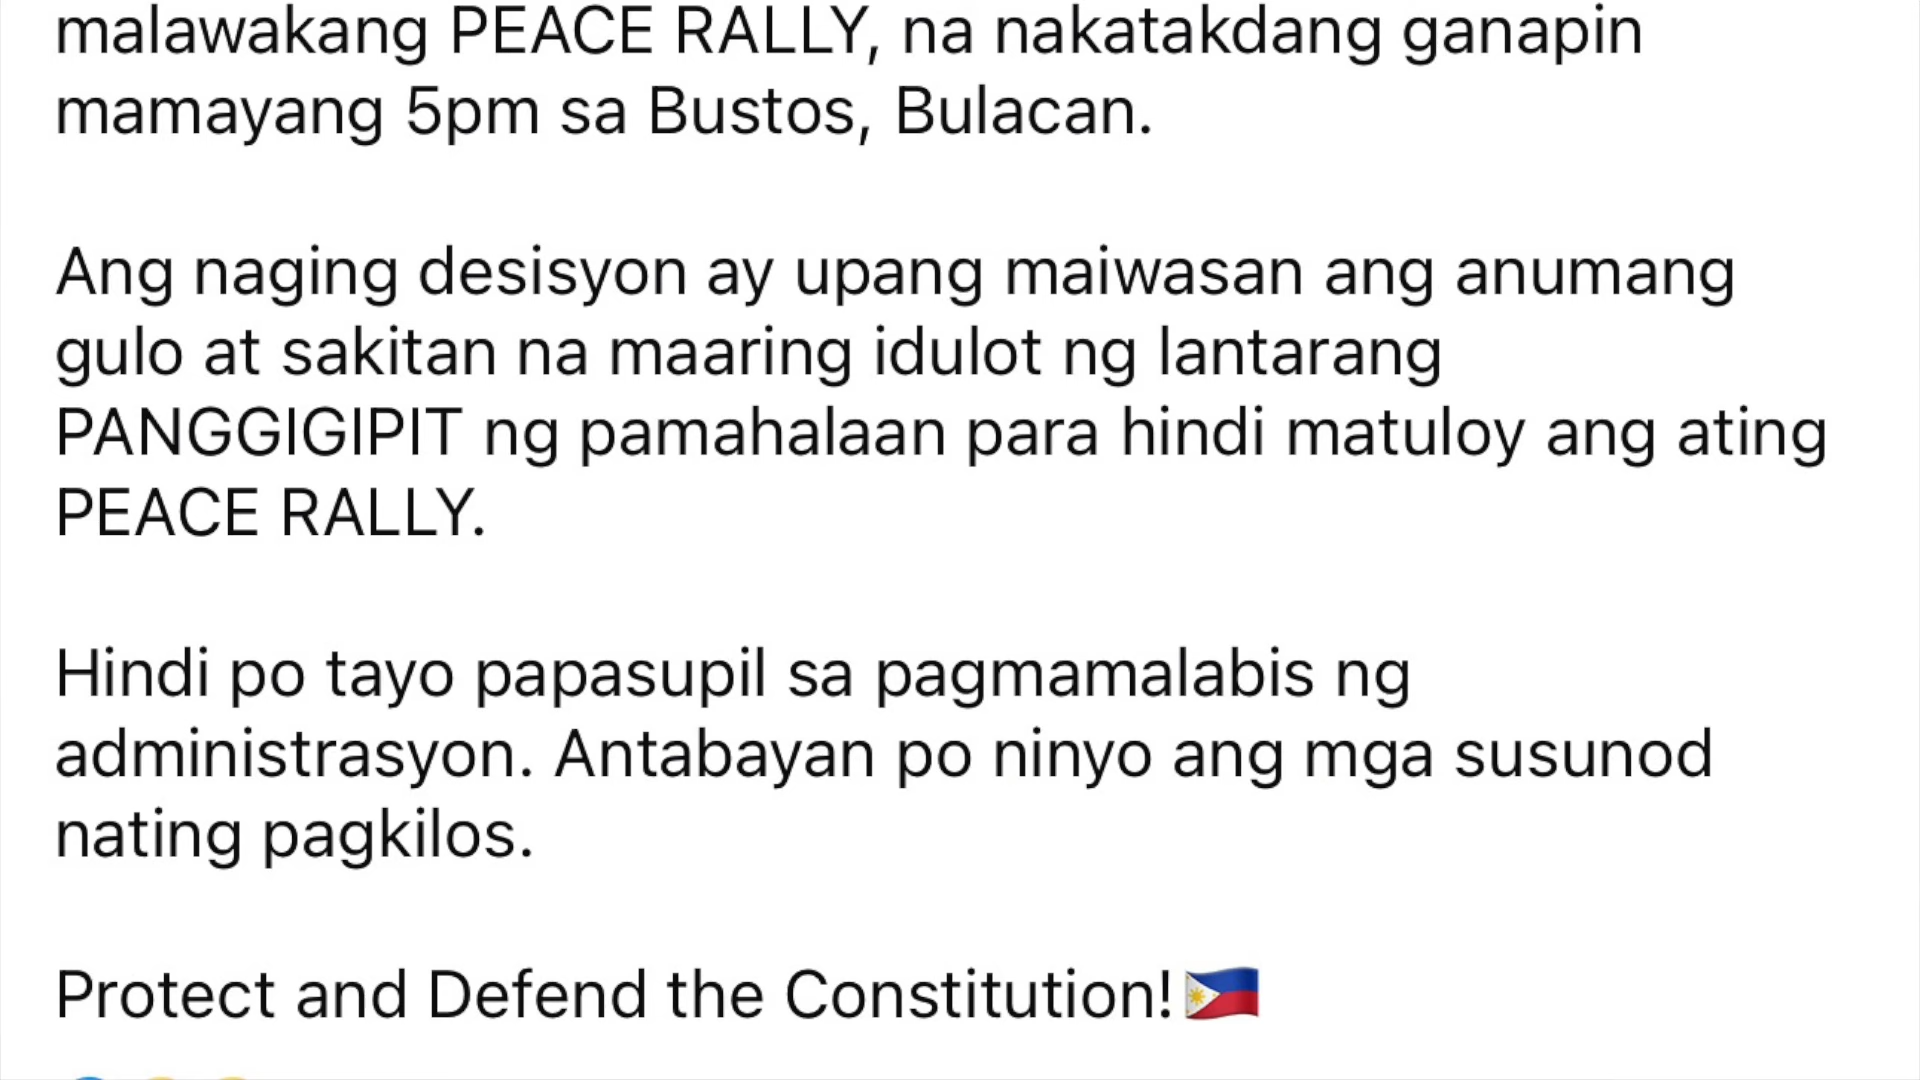 malawakang PEACE RALLY, na nakatakdang ganapin
mamayang 5pm sa Bustos, Bulacan.
Ang naging desisyon ay upang maiwasan ang anumang
gulo at sakitan na maaring idulot ng lantarang
PANGGIGIPIT ng pamahalaan para hindi matuloy ang ating
PEACE RALLY.
Hindi po tayo papasupil sa pagmamalabis ng
administrasyon. Antabayan po ninyo ang mga susunod
nating pagkilos.
Protect and Defend the Constitution!🇵🇭